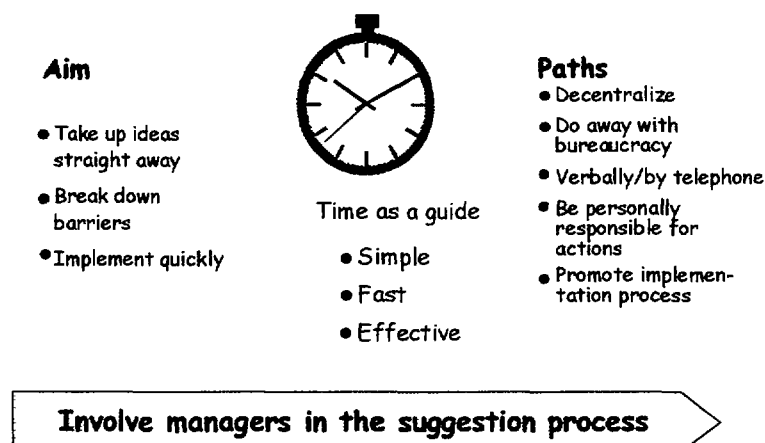 Aim
Take up ideas
straight away
Break down
barriers
Implement quickly
Time as a guide
Simple
Fast
Effective
Paths
Decentralize
Do away with
bureaucracy
Verbally/by telephone
Be personally
responsible for
actions
Promote implemen-
tation process
Involve managers in the suggestion process